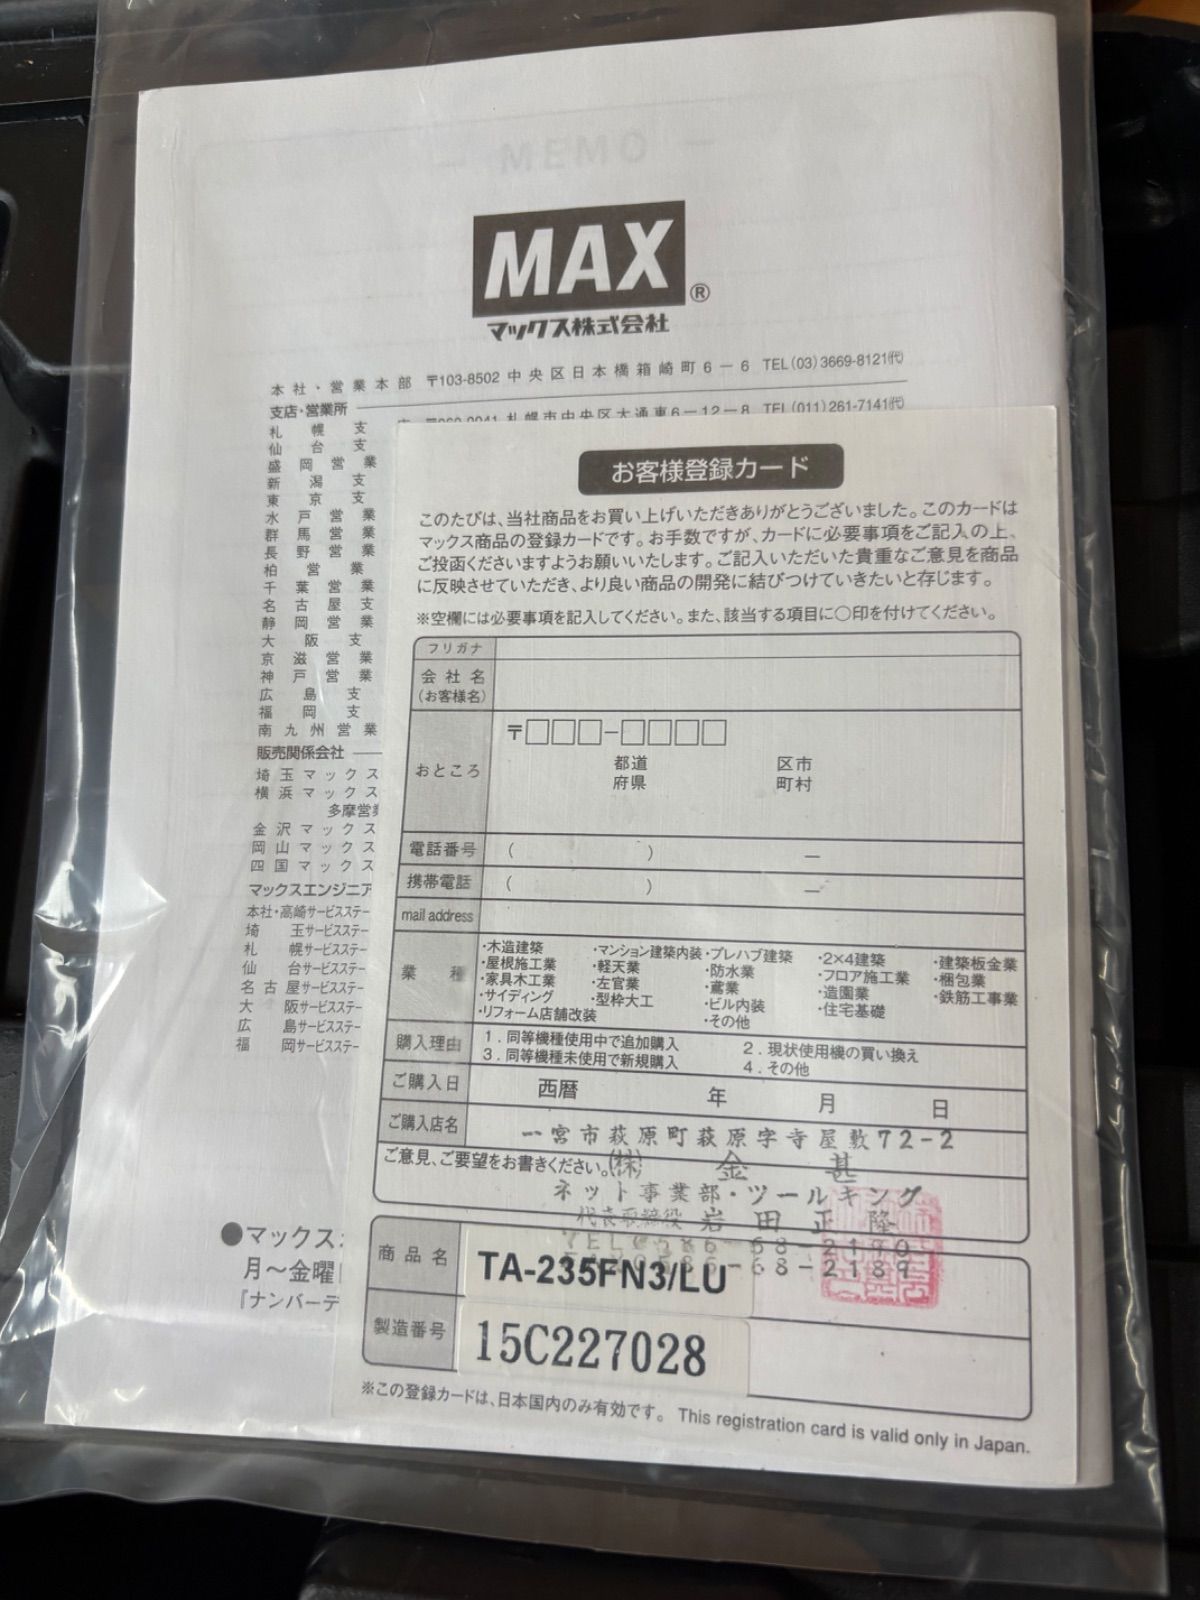 MEMO
MAX®
マックス株式会社
本社・営業本部 〒103-8502 中央区日本橋箱崎町6-6 TEL(03)3669-8121㈹
支店・営業所
札幌市中央区大通東6-12-8 TEL(011)261-7141㈹
札幌支
仙台支
盛岡営業
新潟支
東京支
水戸営業
群馬営業
長野営業
柏営業
千葉営業
名古屋支
静岡営業
大阪支
京滋営業
神戸営業
広島支
福岡支
南九州営業
販売関係会社
埼玉マックス
横浜マックス
多摩営業
金沢マックス
岡山マックス
四国マックス
マックスエンジニア
本社・高崎サービスステー
埼玉サービスステー
札幌サービスステー
仙台サービスステー
名古屋サービスステー
大阪サービスステー
広島サービスステー
福岡サービスステー
●マックス
月～金曜
『ナンバーデ
お客様登録カード
このたびは、当社商品をお買い上げいただきありがとうございました。このカードは
マックス商品の登録カードです。お手数ですが、カードに必要事項をご記入の上、
ご投函くださいますようお願いいたします。ご記入いただいた貴重なご意見を商品
に反映させていただき、より良い商品の開発に結びつけていきたいと存じます。
※空欄には必要事項を記入してください。また、該当する項目に〇印を付けてください。
フリガナ
会社名
(お客様名)
おところ
〒□□□-□□□□
都道 区市
府県 町村
電話番号 ( ) —
携帯電話 ( ) —
mail address
業種
・木造建築 ・マンション建築内装 ・プレハブ建築 ・2×4建築 ・建築板金業
・屋根施工業 ・軽天業 ・防水業 ・フロア施工業 ・梱包業
・家具木工業 ・左官業 ・鳶業 ・造園業 ・鉄筋工事業
・サイディング ・型枠大工 ・ビル内装 ・住宅基礎
・リフォーム店舗改装 ・その他
購入理由 1.同等機種使用中で追加購入 2.現状使用機の買い換え
3.同等機種未使用で新規購入 4.その他
ご購入日 西暦 年 月 日
ご購入店名 一宮市萩原町萩原字寺屋敷72-2
ご意見、ご要望をお書きください。 (株) 金甚
ネット事業部・ツールキング
代表取締役 岩田正隆
TEL0586-68-2190
FAX0586-68-2189
商品名 TA-235FN3/LU
製造番号 15C227028
※この登録カードは、日本国内のみ有効です。 This registration card is valid only in Japan.